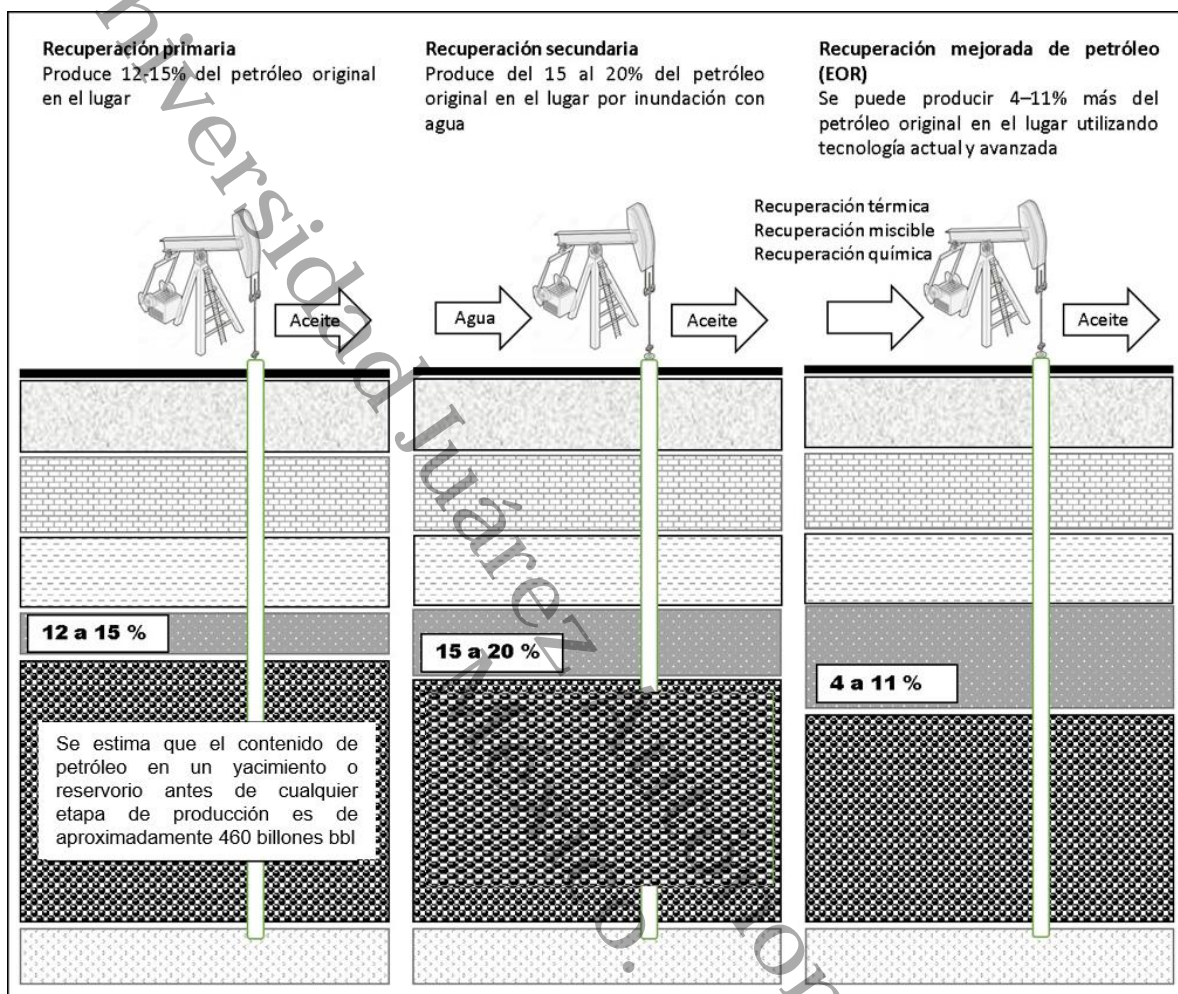 Recuperación primaria
Produce 12-15% del petróleo original
en el lugar
Recuperación secundaria
Produce del 15 al 20% del petróleo
original en el lugar por inundación con
agua
Recuperación mejorada de petróleo
(EOR)
Se puede producir 4–11% más del
petróleo original en el lugar utilizando
tecnología actual y avanzada
Recuperación térmica
Recuperación miscible
Recuperación química
Aceite
Agua
Aceite
Aceite
12 a 15 %
15 a 20 %
4 a 11 %
Se estima que el contenido de
petróleo en un yacimiento o
reservorio antes de cualquier
etapa de producción es de
aproximadamente 460 billones bbl
niversidad Juárez